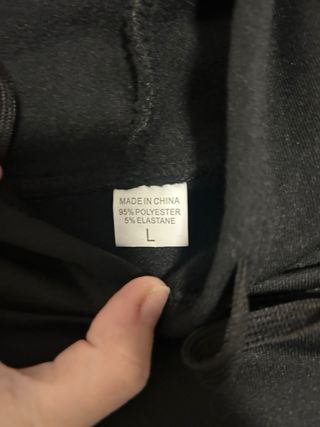 MADE IN CHINA
95% POLYESTER
5% ELASTANE
L